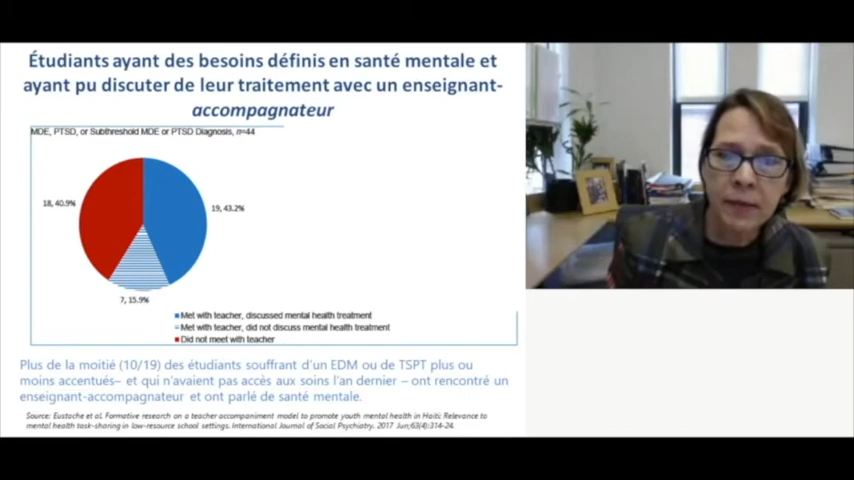 Étudiants ayant des besoins définis en santé mentale et
ayant pu discuter de leur traitement avec un enseignant-
accompagnateur
MDE, PTSD, or Subthreshold MDE or PTSD Diagnosis, n=44
18, 40.9%
19, 43.2%
7, 15.9%
Met with teacher, discussed mental health treatment
Met with teacher, did not discuss mental health treatment
Did not meet with teacher
Plus de la moitié (10/19) des étudiants souffrant d'un EDM ou de TSPT plus ou
moins accentués– et qui n'avaient pas accès aux soins l'an dernier – ont rencontré un
enseignant-accompagnateur et ont parlé de santé mentale.
Source: Eustache et al. Formative research on a teacher accompaniment model to promote youth mental health in Haiti: Relevance to
mental health task-sharing in low-resource school settings. International Journal of Social Psychiatry. 2017 Jun;63(4):314-24.